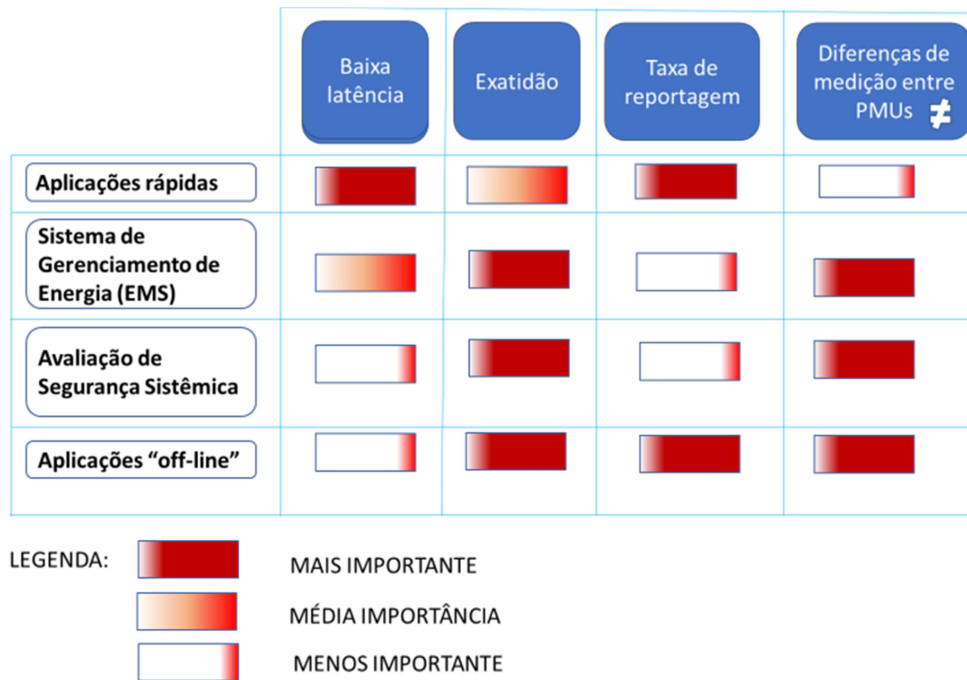 Baixa
latência
Exatidão
Taxa de
reportagem
Diferenças de
medição entre
PMUs ≠
Aplicações rápidas
Sistema de
Gerenciamento de
Energia (EMS)
Avaliação de
Segurança Sistêmica
Aplicações “off-line”
LEGENDA:
MAIS IMPORTANTE
MÉDIA IMPORTÂNCIA
MENOS IMPORTANTE